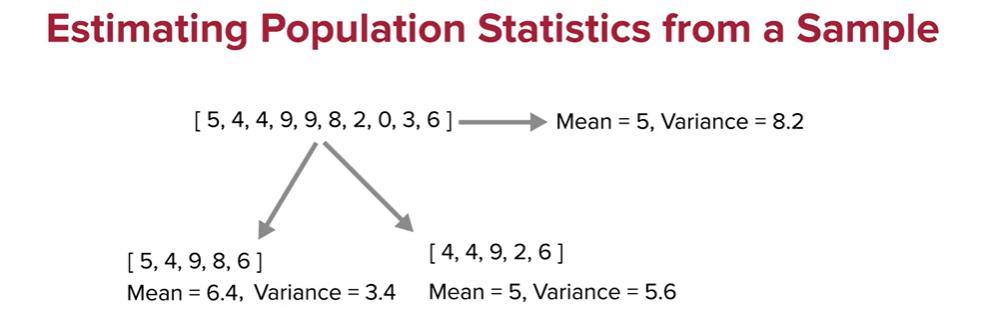 Estimating Population Statistics from a Sample
[ 5, 4, 4, 9, 9, 8, 2, 0, 3, 6 ] Mean = 5, Variance = 8.2
[ 5, 4, 9, 8, 6 ]
Mean = 6.4, Variance = 3.4
[ 4, 4, 9, 2, 6 ]
Mean = 5, Variance = 5.6